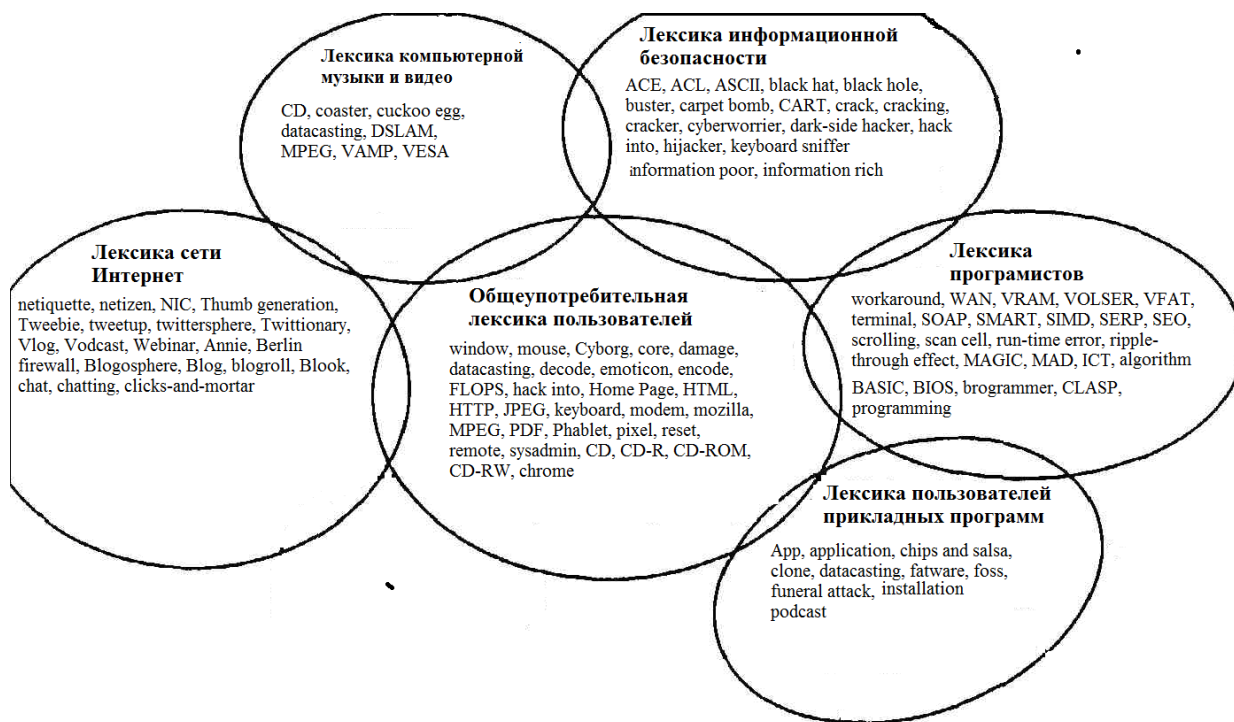 Лексика компьютерной
музыки и видео
CD, coaster, cuckoo egg,
datacasting, DSLAM,
MPEG, VAMP, VESA
Лексика информационной
безопасности
ACE, ACL, ASCII, black hat, black hole,
buster, carpet bomb, CART, crack, cracking,
cracker, cyberworrier, dark-side hacker, hack
into, hijacker, keyboard sniffer
information poor, information rich
Лексика сети
Интернет
netiquette, netizen, NIC, Thumb generation,
Tweebie, tweetup, twittersphere, Twittionary,
Vlog, Vodcast, Webinar, Annie, Berlin
firewall, Blogosphere, Blog, blogroll, Blook,
chat, chatting, clicks-and-mortar
Общеупотребительная
лексика пользователей
window, mouse, Cyborg, core, damage,
datacasting, decode, emoticon, encode,
FLOPS, hack into, Home Page, HTML,
HTTP, JPEG, keyboard, modem, mozilla,
MPEG, PDF, Phablet, pixel, reset,
remote, sysadmin, CD, CD-R, CD-ROM,
CD-RW, chrome
Лексика
програмистов
workaround, WAN, VRAM, VOLSER, VFAT,
terminal, SOAP, SMART, SIMD, SERP, SEO,
scrolling, scan cell, run-time error, ripple-
through effect, MAGIC, MAD, ICT, algorithm
BASIC, BIOS, brogrammer, CLASP,
programming
Лексика пользователей
прикладных программ
App, application, chips and salsa,
clone, datacasting, fatware, foss,
funeral attack, installation
podcast